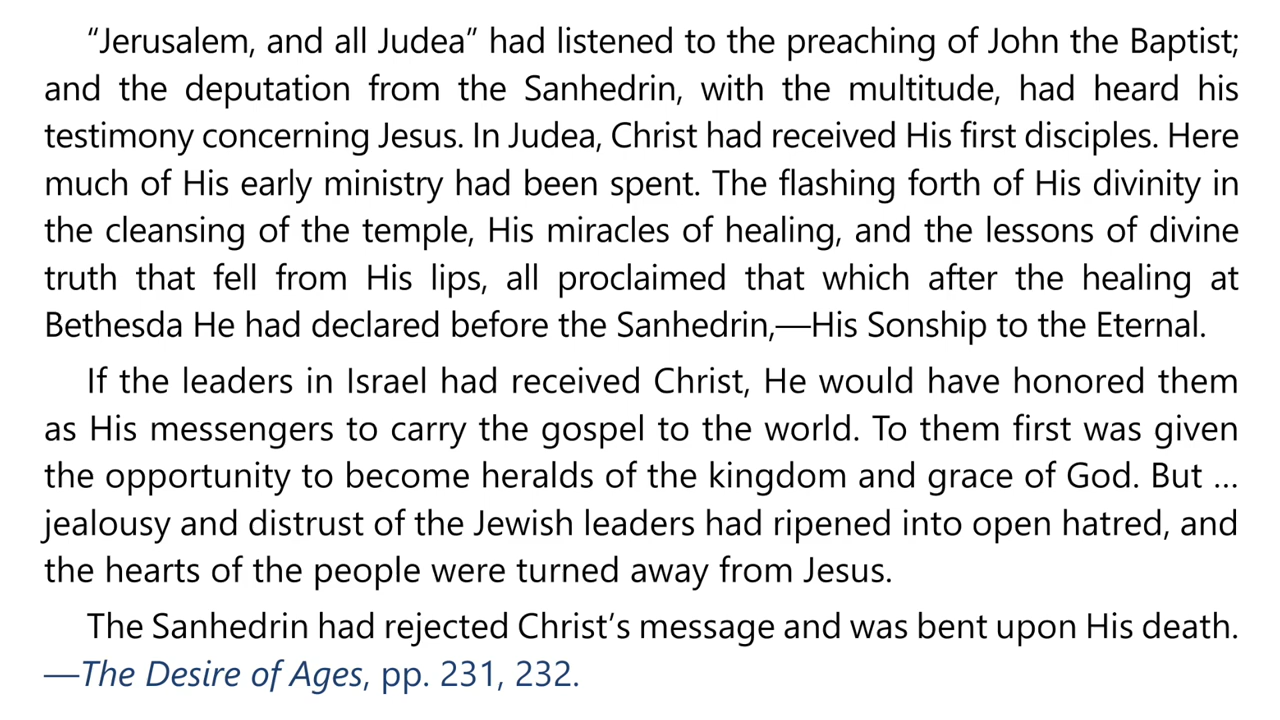 “Jerusalem, and all Judea” had listened to the preaching of John the Baptist;
and the deputation from the Sanhedrin, with the multitude, had heard his
testimony concerning Jesus. In Judea, Christ had received His first disciples. Here
much of His early ministry had been spent. The flashing forth of His divinity in
the cleansing of the temple, His miracles of healing, and the lessons of divine
truth that fell from His lips, all proclaimed that which after the healing at
Bethesda He had declared before the Sanhedrin,—His Sonship to the Eternal.
If the leaders in Israel had received Christ, He would have honored them
as His messengers to carry the gospel to the world. To them first was given
the opportunity to become heralds of the kingdom and grace of God. But ...
jealousy and distrust of the Jewish leaders had ripened into open hatred, and
the hearts of the people were turned away from Jesus.
The Sanhedrin had rejected Christ’s message and was bent upon His death.
—The Desire of Ages, pp. 231, 232.